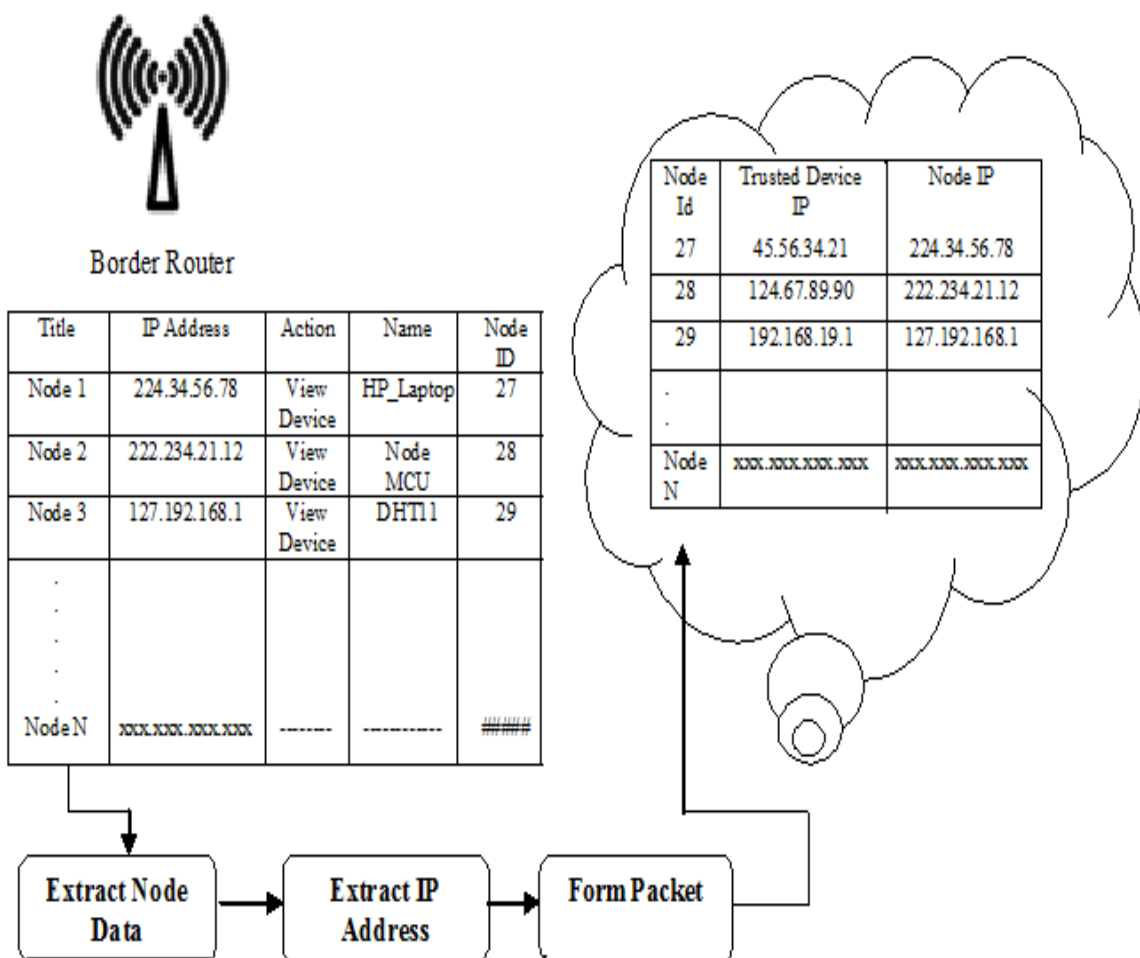 Border Router
Title IP Address Action Name Node ID
Node 1 224.34.56.78 View Device HP_Laptop 27
Node 2 222.234.21.12 View Device Node MCU 28
Node 3 127.192.168.1 View Device DHT11 29
.
.
.
.
.
Node N xxx.xxx.xxx.xxx -------- ------------ #####
Node Id Trusted Device IP Node IP
27 45.56.34.21 224.34.56.78
28 124.67.89.90 222.234.21.12
29 192.168.19.1 127.192.168.1
.
.
Node N xxx.xxx.xxx.xxx xxx.xxx.xxx.xxx
Extract Node
Data
Extract IP
Address
Form Packet